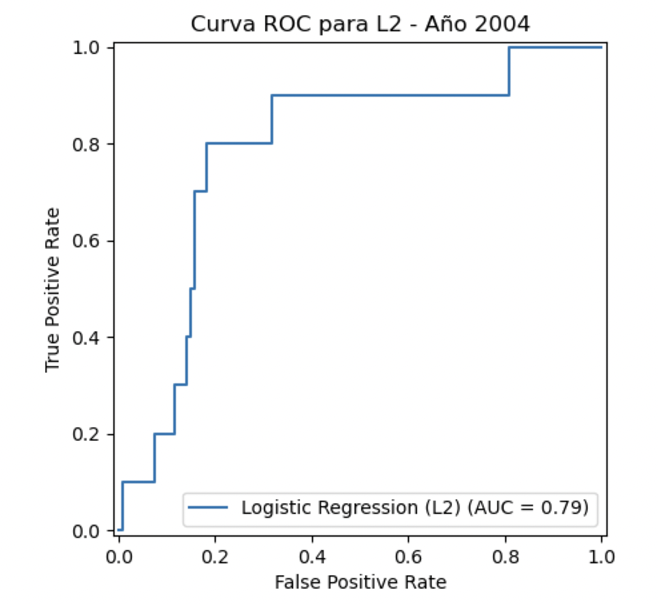 Curva ROC para L2 - Año 2004
1.0
0.8
0.6
0.4
0.2
0.0
True Positive Rate
Logistic Regression (L2) (AUC = 0.79)
0.0 0.2 0.4 0.6 0.8 1.0
False Positive Rate